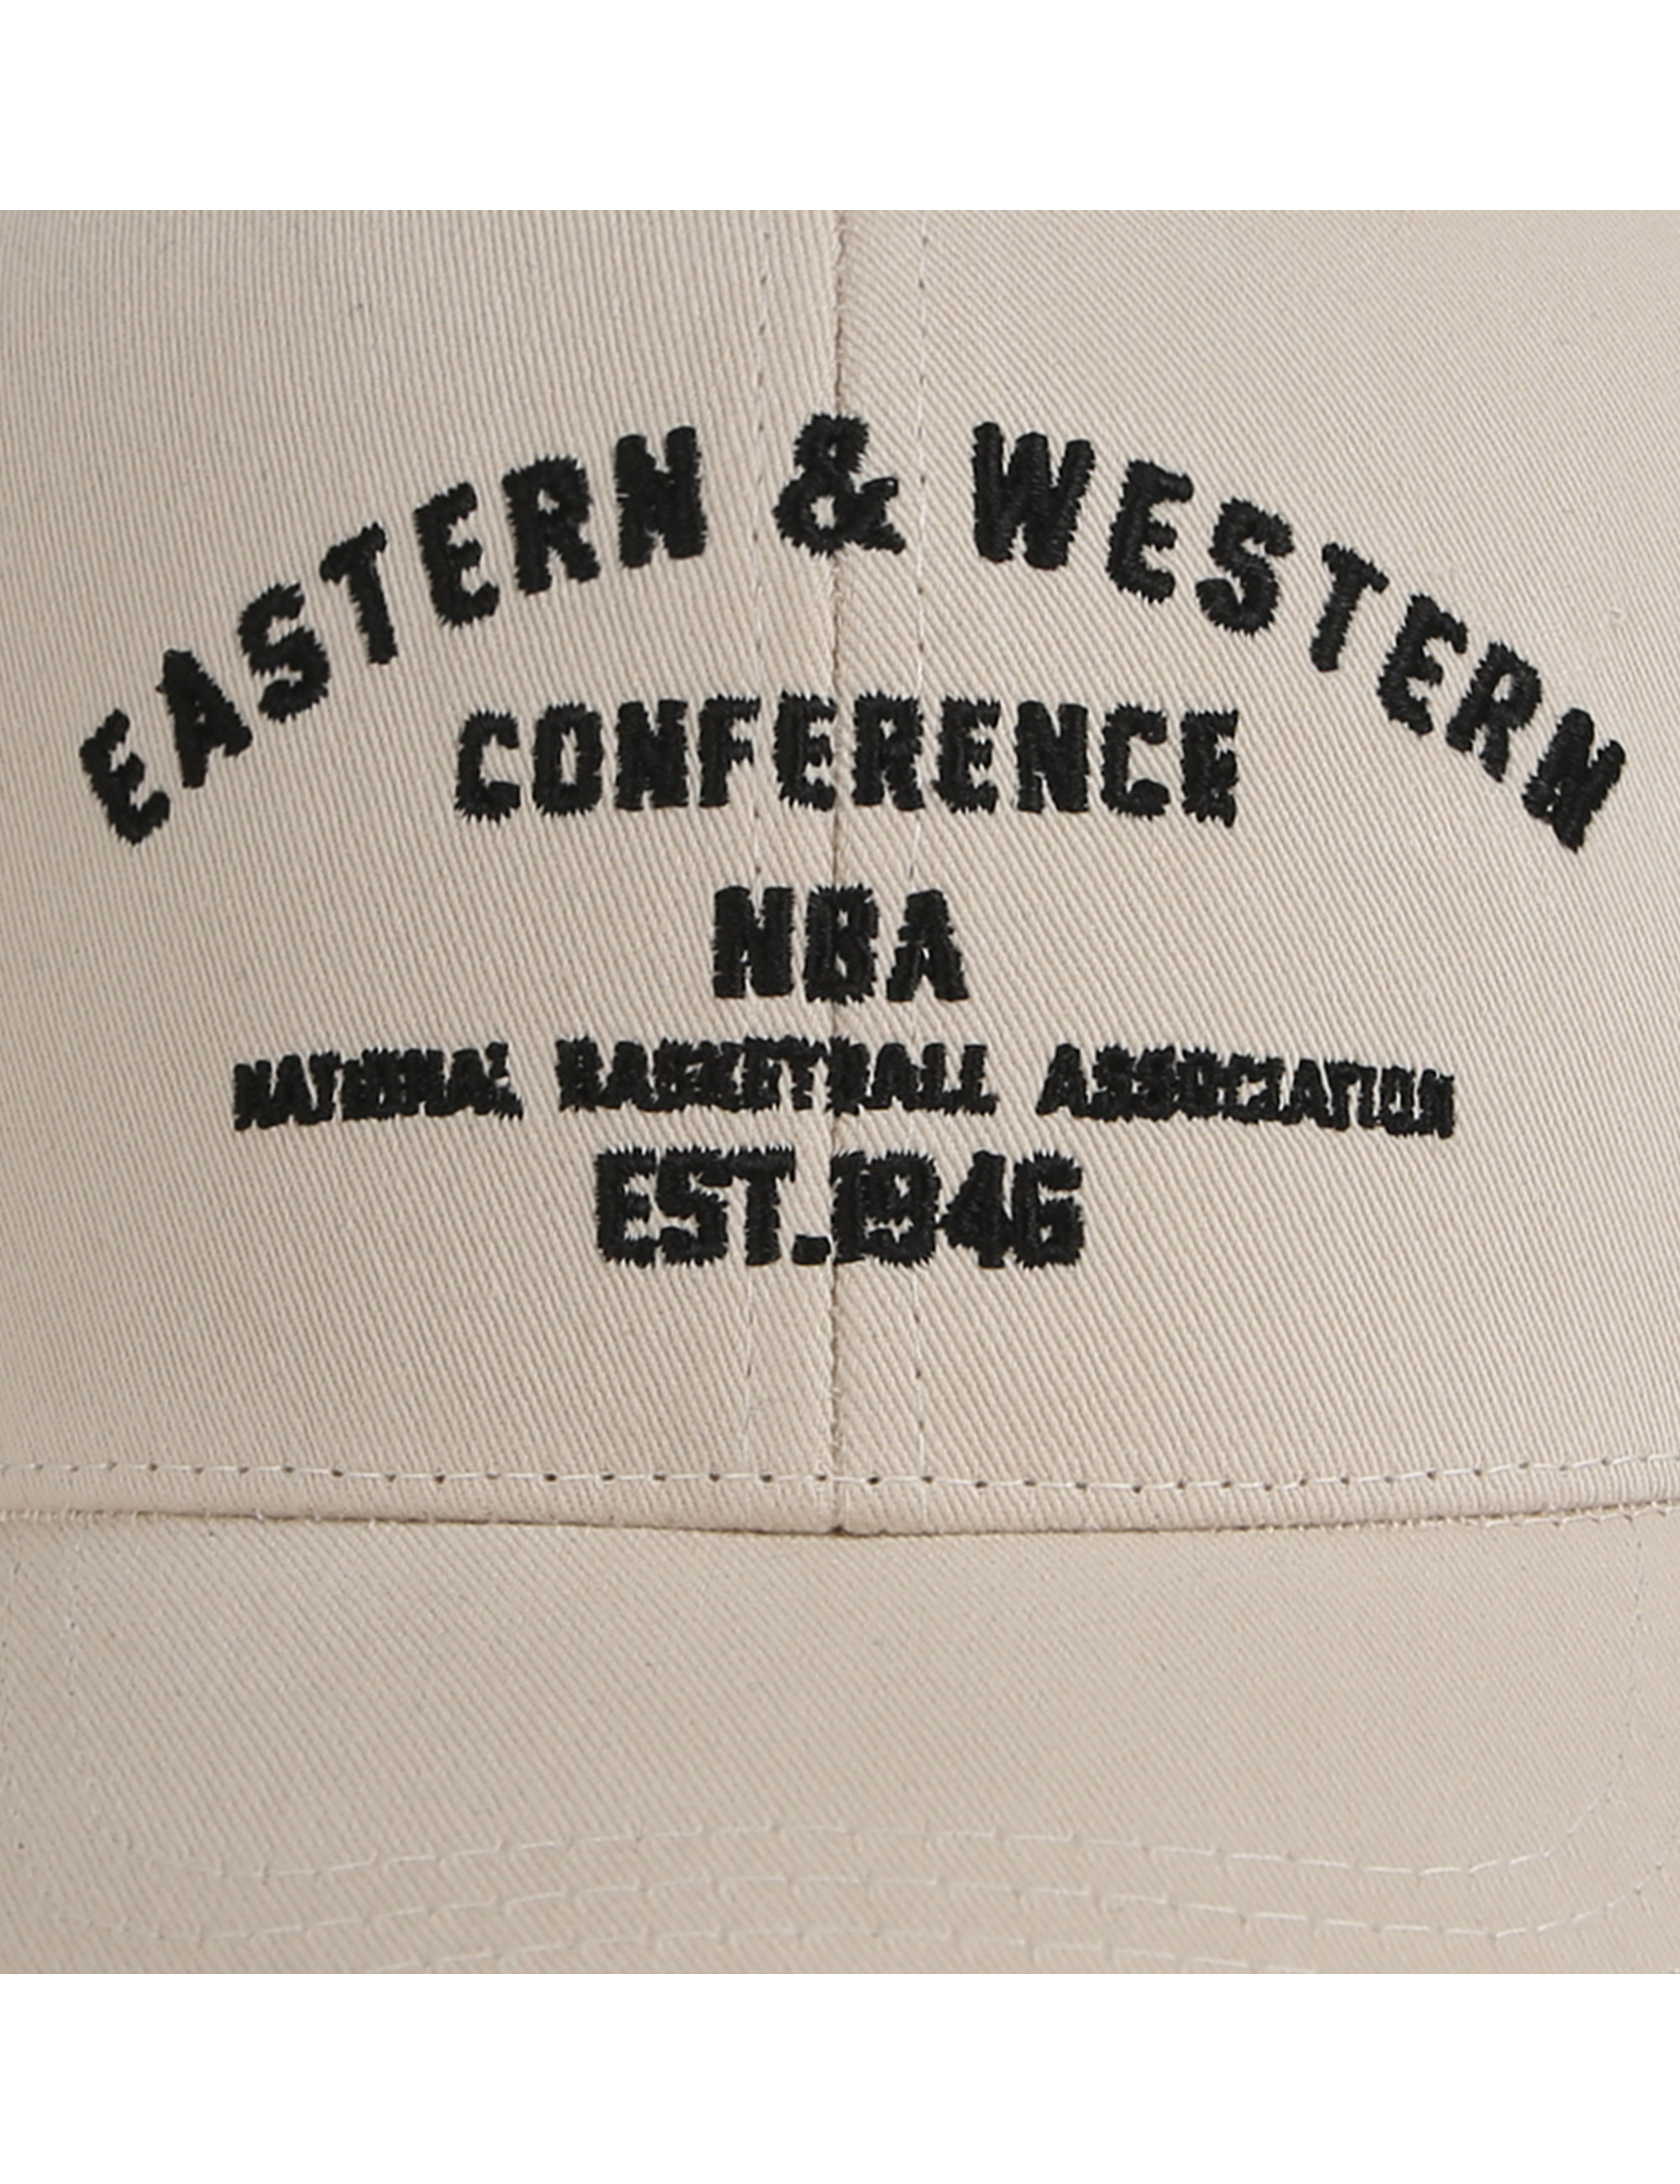 EASTERN & WESTERN
CONFERENCE
NBA
NATIONAL BASKETBALL ASSOCIATION
EST.1946